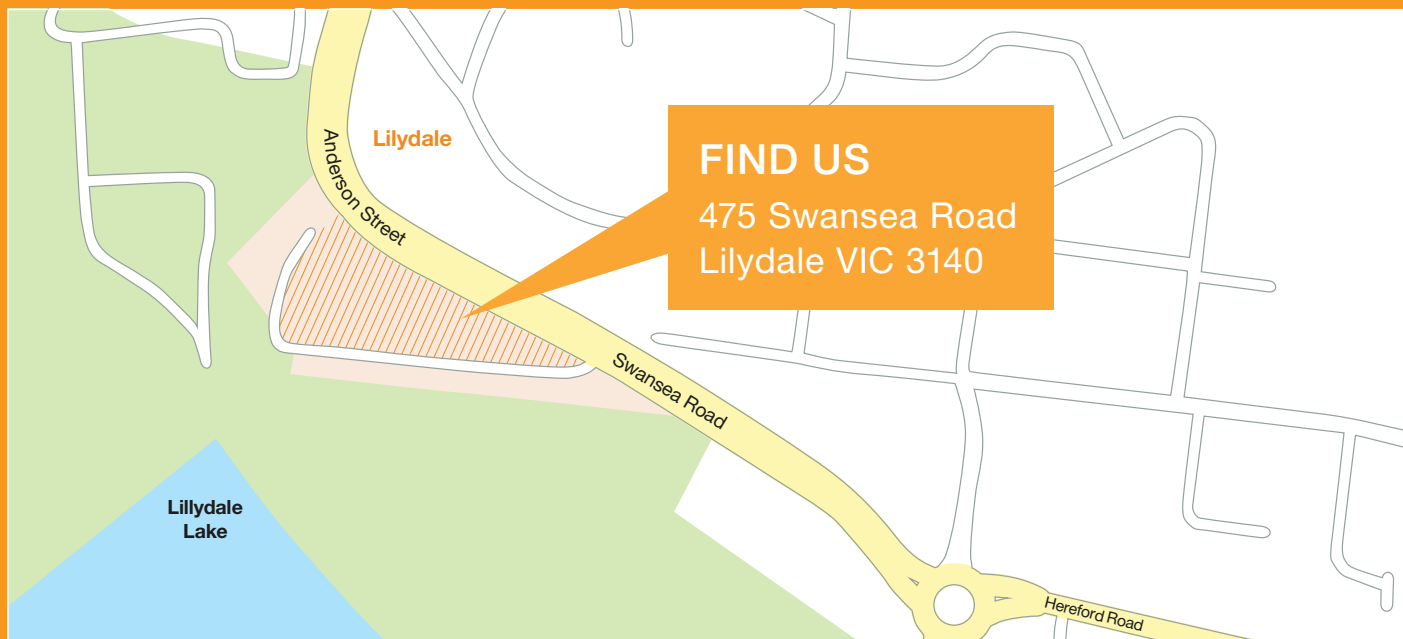 Lilydale
Anderson Street
FIND US
475 Swansea Road
Lilydale VIC 3140
Swansea Road
Lillydale
Lake
Hereford Road